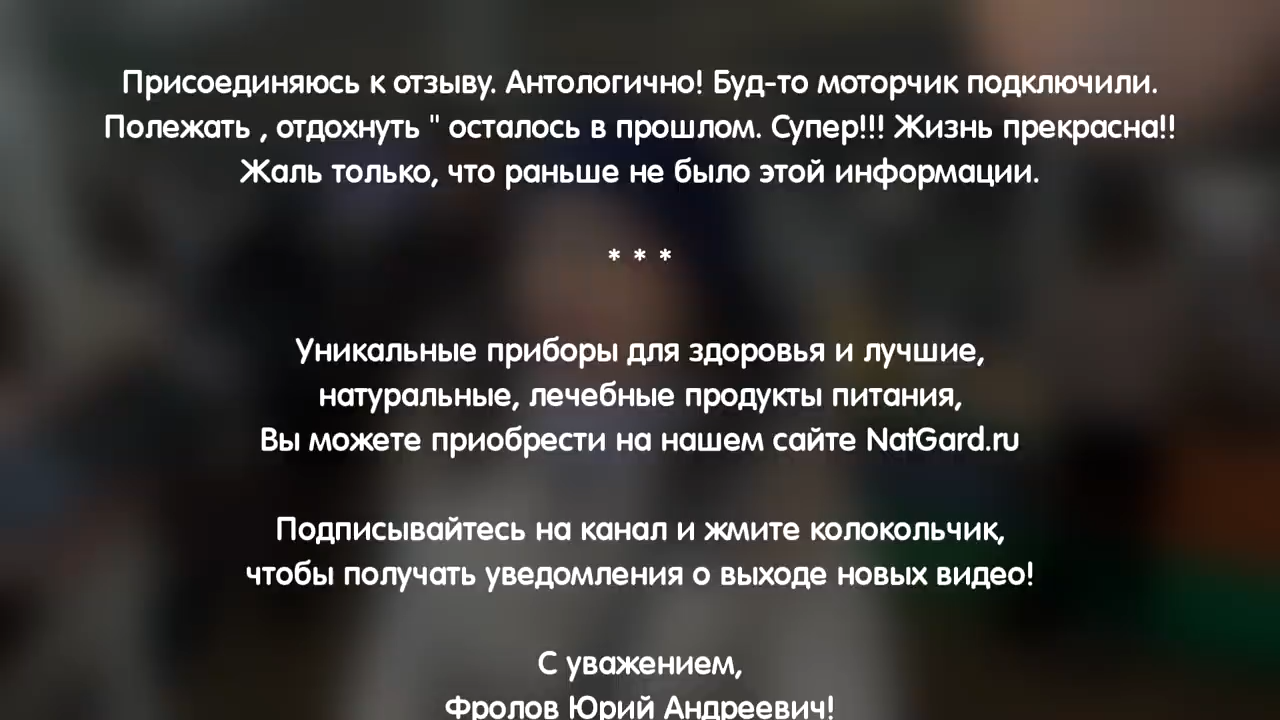 Присоединяюсь к отзыву. Антологично! Буд-то моторчик подключили.
Полежать , отдохнуть " осталось в прошлом. Супер!!! Жизнь прекрасна!!
Жаль только, что раньше не было этой информации.
* * *
Уникальные приборы для здоровья и лучшие,
натуральные, лечебные продукты питания,
Вы можете приобрести на нашем сайте NatGard.ru
Подписывайтесь на канал и жмите колокольчик,
чтобы получать уведомления о выходе новых видео!
С уважением,
Фролов Юрий Андреевич!